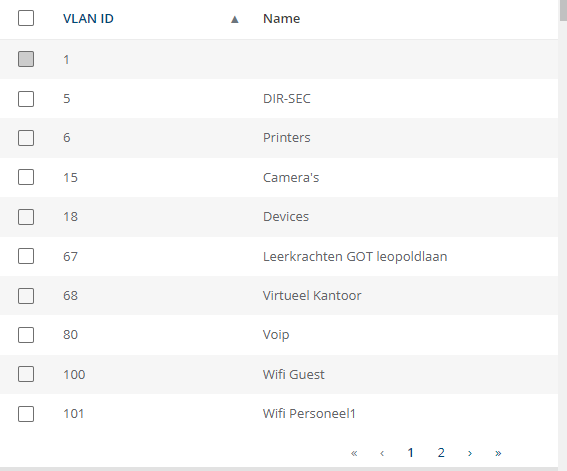 VLAN ID ▲ Name
1
5 DIR-SEC
6 Printers
15 Camera's
18 Devices
67 Leerkrachten GOT leopoldlaan
68 Virtueel Kantoor
80 Voip
100 Wifi Guest
101 Wifi Personeel1
« ‹ 1 2 › »